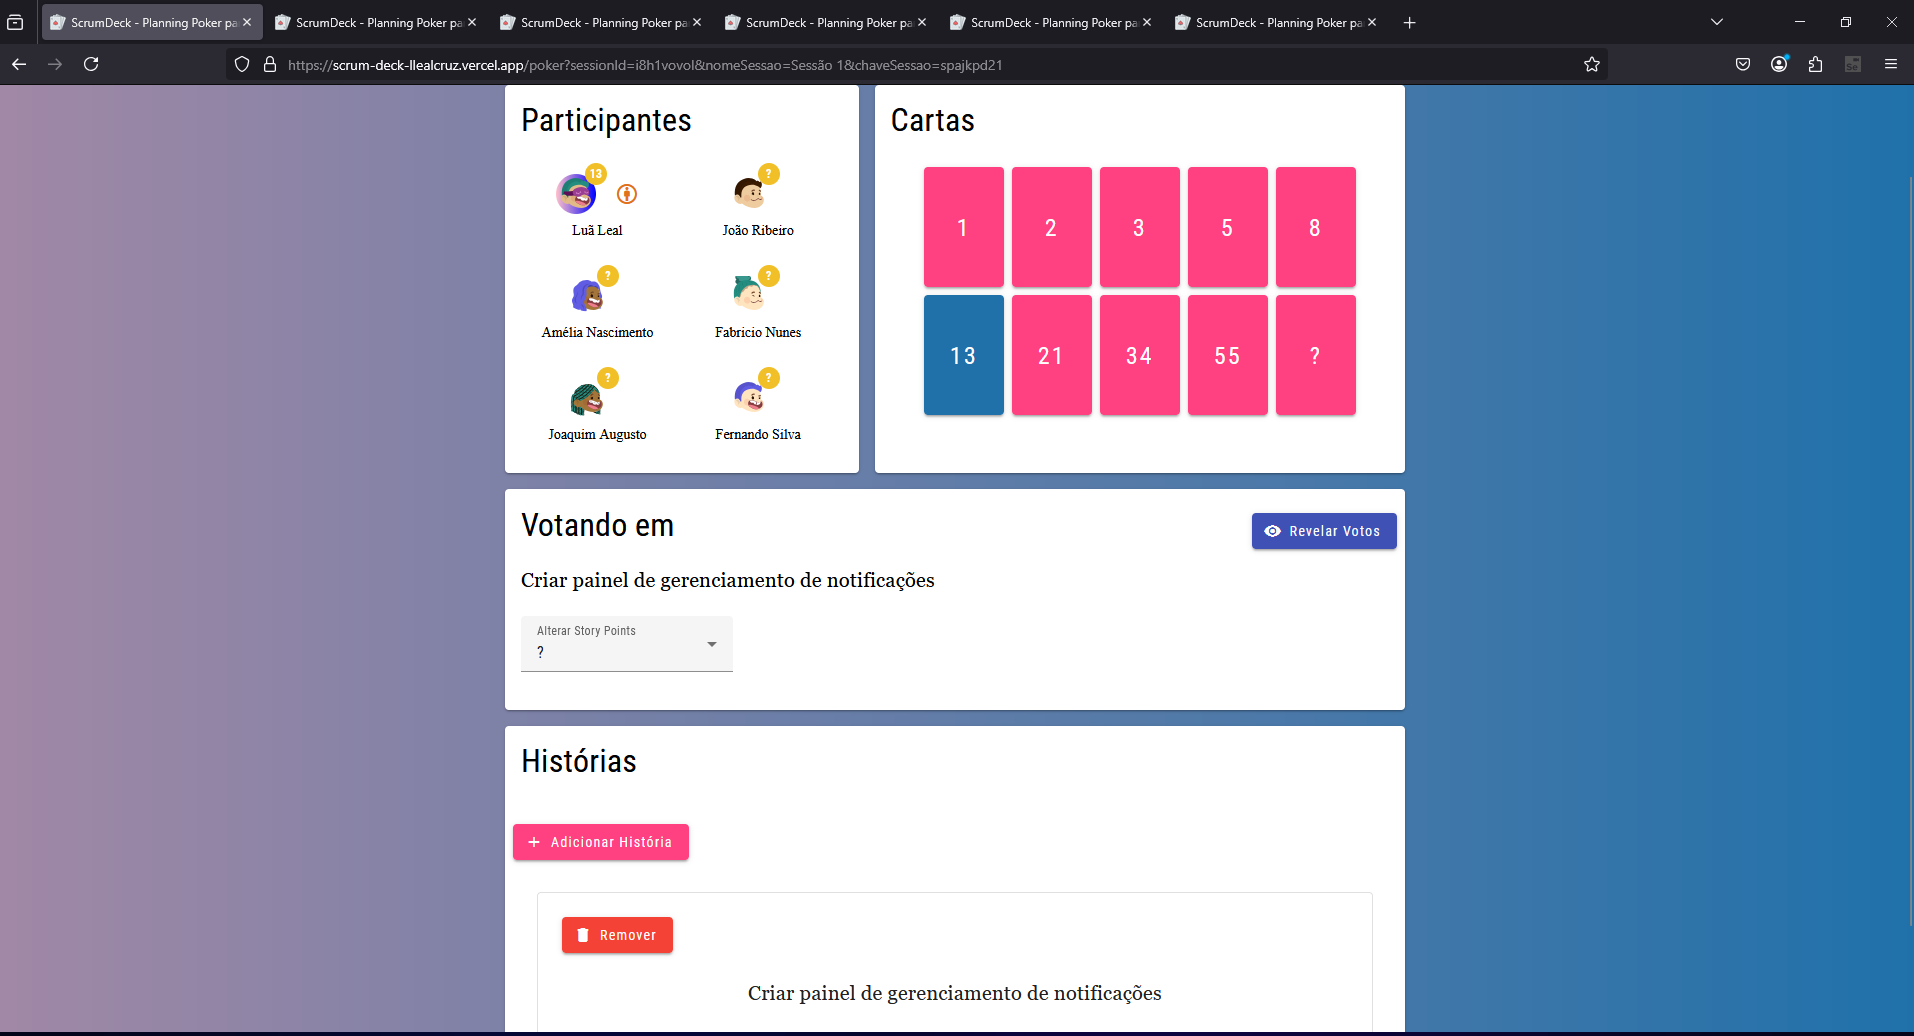 ScrumDeck - Planning Poker pa
ScrumDeck - Planning Poker pa
ScrumDeck - Planning Poker pa
ScrumDeck - Planning Poker pa
ScrumDeck - Planning Poker pa
ScrumDeck - Planning Poker pa
https://scrum-deck-llealcruz.vercel.app/poker?sessionId=i8h1vovol&nomeSessao=Sessão 1&chaveSessao=spajkpd21
Participantes
13
Luã Leal
?
João Ribeiro
?
Amélia Nascimento
?
Fabricio Nunes
?
Joaquim Augusto
?
Fernando Silva
Cartas
1 2 3 5 8
13 21 34 55 ?
Votando em
Revelar Votos
Criar painel de gerenciamento de notificações
Alterar Story Points
?
Histórias
+ Adicionar História
Remover
Criar painel de gerenciamento de notificações